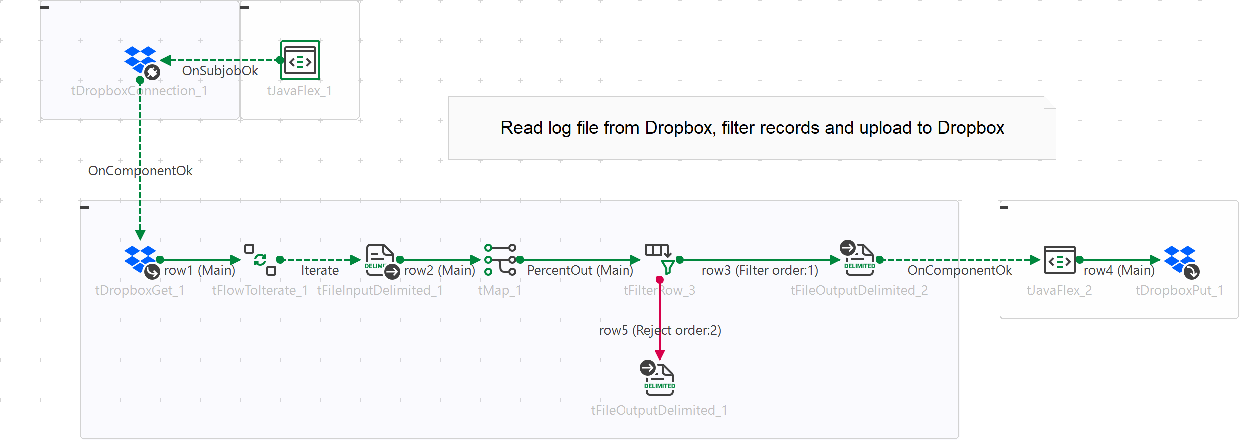 OnSubjobOk
tDropboxConnection_1
tJavaFlex_1
Read log file from Dropbox, filter records and upload to Dropbox
OnComponentOk
row1 (Main)
Iterate
DELIMITED
row2 (Main)
PercentOut (Main)
row3 (Filter order:1)
DELIMITED
OnComponentOk
row4 (Main)
tDropboxGet_1
tFlowToIterate_1
tFileInputDelimited_1
tMap_1
tFilterRow_3
tFileOutputDelimited_2
tJavaFlex_2
tDropboxPut_1
row5 (Reject order:2)
DELIMITED
tFileOutputDelimited_1